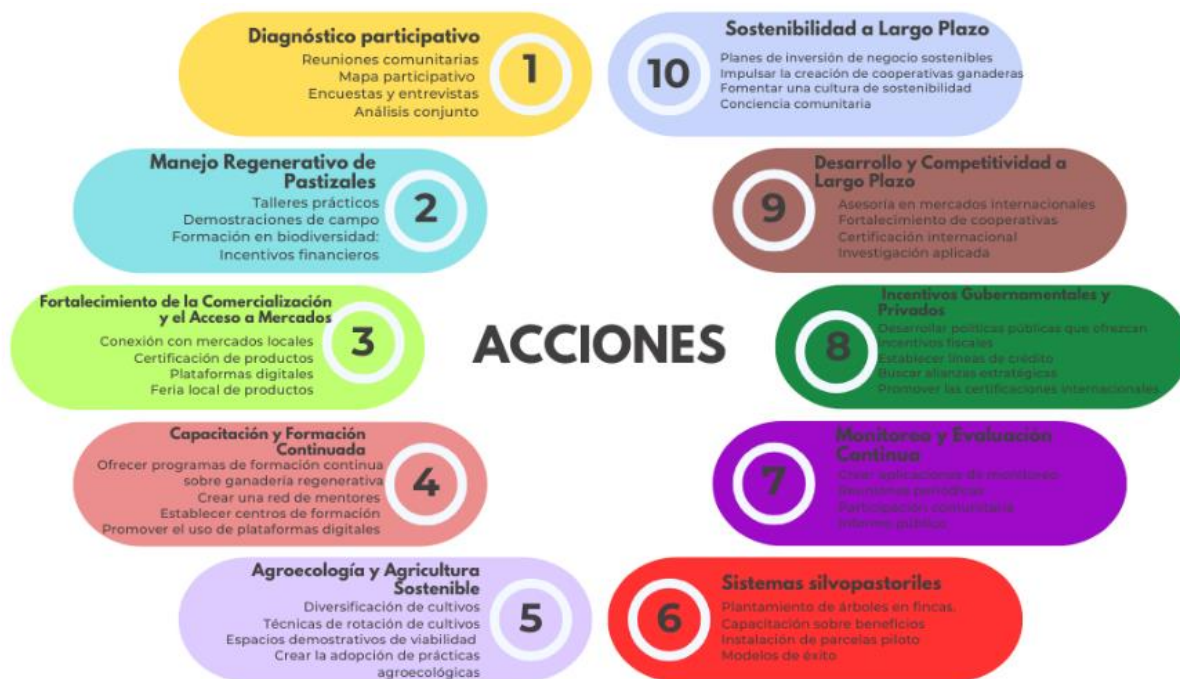 Diagnóstico participativo
Reuniones comunitarias
Mapa participativo
Encuestas y entrevistas
Análisis conjunto
1
Manejo Regenerativo de
Pastizales
Talleres prácticos
Demostraciones de campo
Formación en biodiversidad:
Incentivos financieros
2
Fortalecimiento de la Comercialización
y el Acceso a Mercados
Conexión con mercados locales
Certificación de productos
Plataformas digitales
Feria local de productos
3
Capacitación y Formación
Continuada
Ofrecer programas de formación continua
sobre ganadería regenerativa
Crear una red de mentores
Establecer centros de formación
Promover el uso de plataformas digitales
4
Agroecología y Agricultura
Sostenible
Diversificación de cultivos
Técnicas de rotación de cultivos
Espacios demostrativos de viabilidad
Crear la adopción de prácticas
agroecológicas
5
ACCIONES
10
Sostenibilidad a Largo Plazo
Planes de inversión de negocio sostenibles
Impulsar la creación de cooperativas ganaderas
Fomentar una cultura de sostenibilidad
Conciencia comunitaria
9
Desarrollo y Competitividad a
Largo Plazo
Asesoría en mercados internacionales
Fortalecimiento de cooperativas
Certificación internacional
Investigación aplicada
8
Incentivos Gubernamentales y
Privados
Desarrollar políticas públicas que ofrezcan
incentivos fiscales
Establecer líneas de crédito
Buscar alianzas estratégicas
Promover las certificaciones internacionales
7
Monitoreo y Evaluación
Continua
Crear aplicaciones de monitoreo
Reuniones periódicas
Participación comunitaria
Informes público
6
Sistemas silvopastoriles
Plantamiento de árboles en fincas.
Capacitación sobre beneficios
Instalación de parcelas piloto
Modelos de éxito